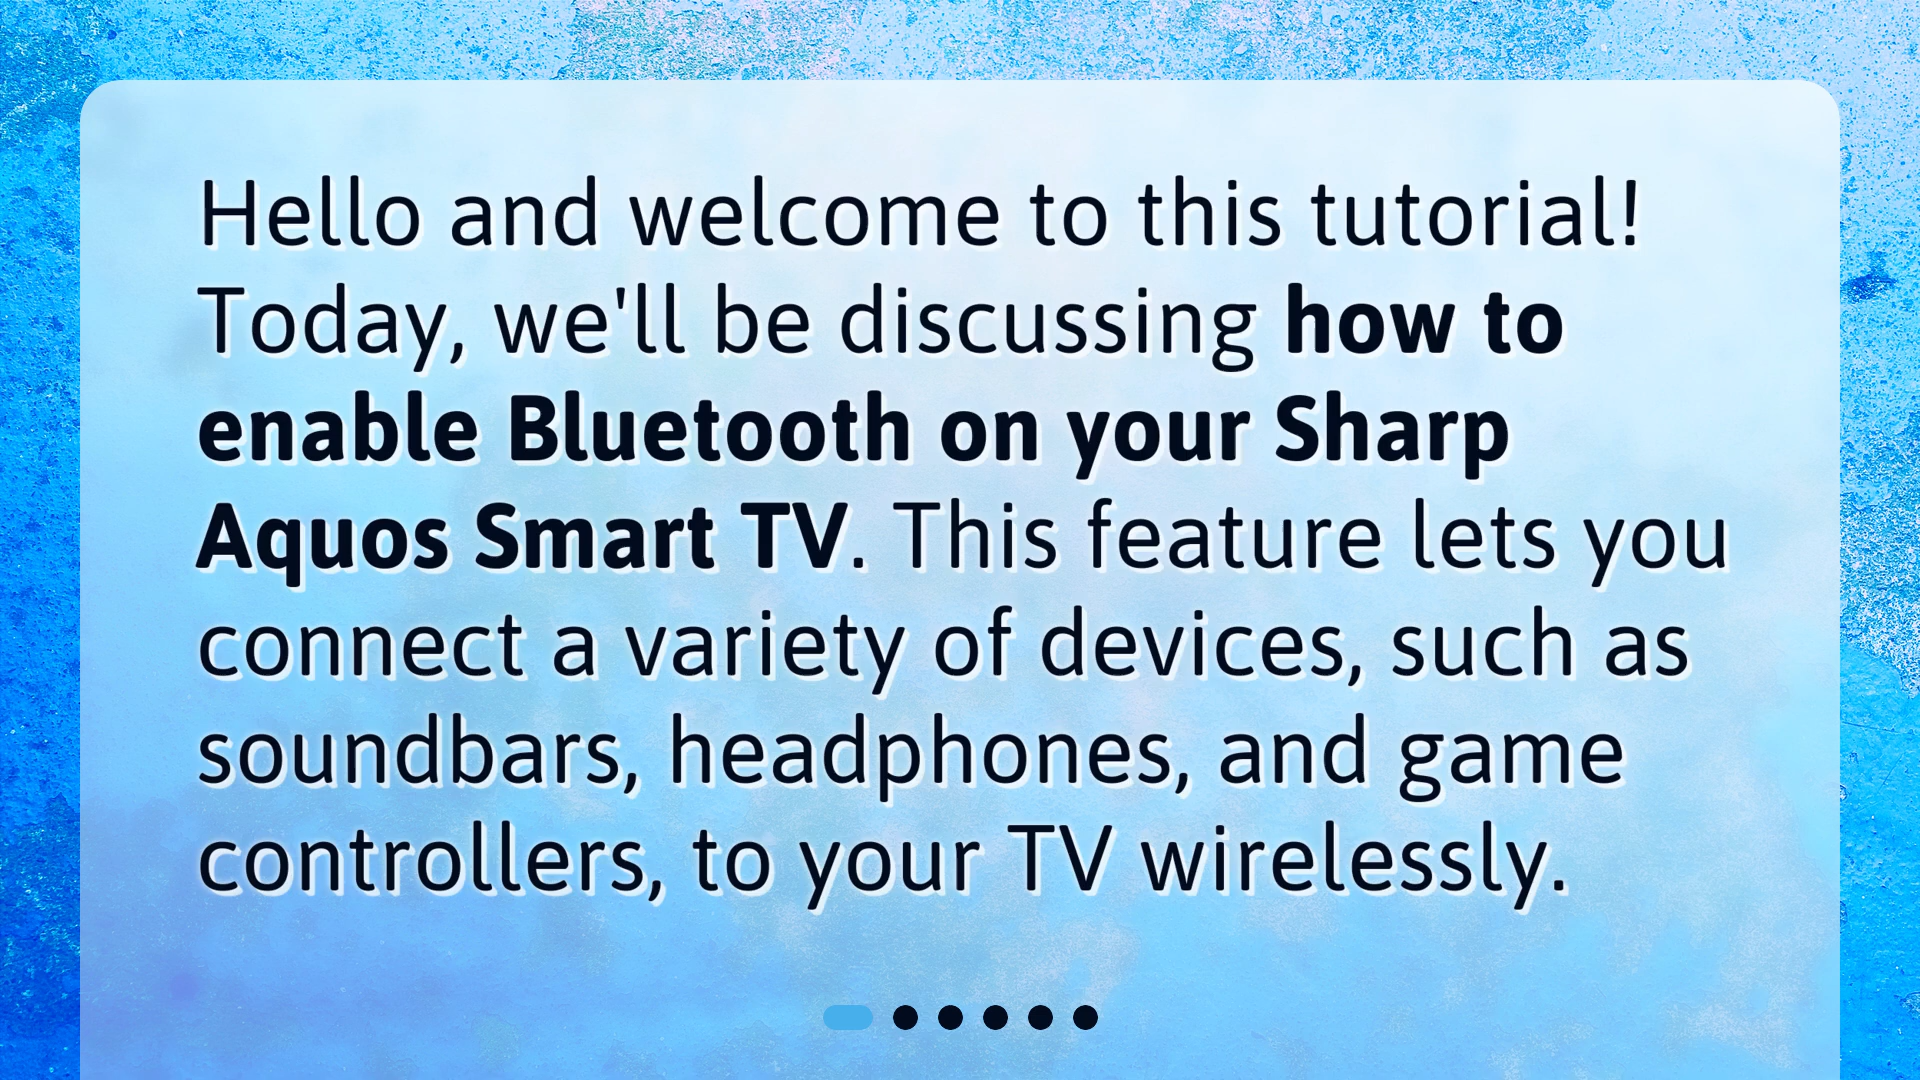 Hello and welcome to this tutorial!
Today, we'll be discussing how to
enable Bluetooth on your Sharp
Aquos Smart TV. This feature lets you
connect a variety of devices, such as
soundbars, headphones, and game
controllers, to your TV wirelessly.